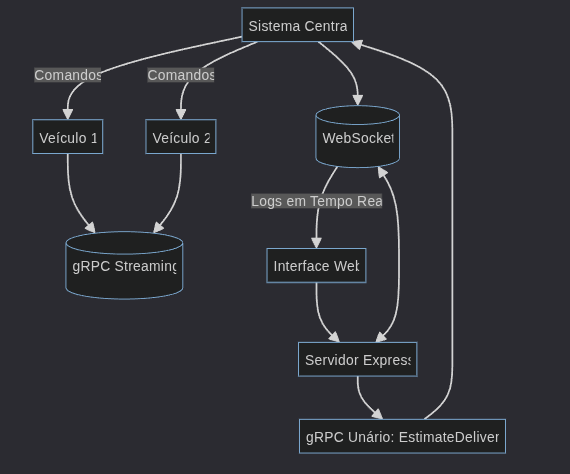 Sistema Centra
Comandos
Comandos
Veículo 1
Veículo 2
WebSocket
Logs em Tempo Rea
gRPC Streaming
Interface Web
Servidor Express
gRPC Unário: EstimateDeliver